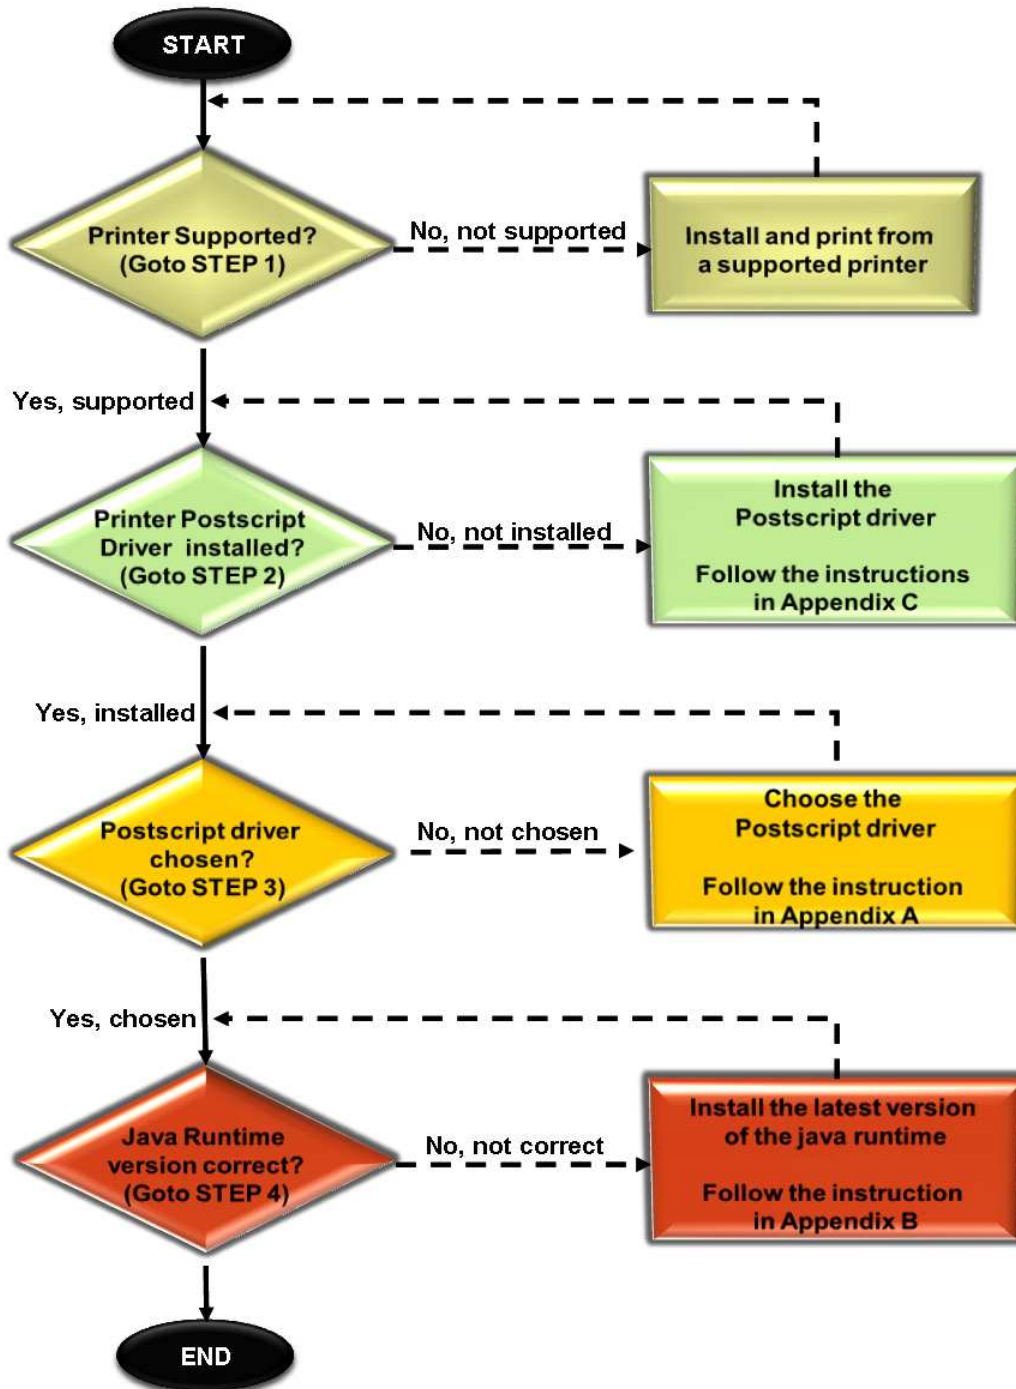 START
Printer Supported?
(Goto STEP 1)
No, not supported
Install and print from
a supported printer
Yes, supported
Printer Postscript
Driver installed?
(Goto STEP 2)
No, not installed
Install the
Postscript driver
Follow the instructions
in Appendix C
Yes, installed
Postscript driver
chosen?
(Goto STEP 3)
No, not chosen
Choose the
Postscript driver
Follow the instruction
in Appendix A
Yes, chosen
Java Runtime
version correct?
(Goto STEP 4)
No, not correct
Install the latest version
of the java runtime
Follow the instruction
in Appendix B
END